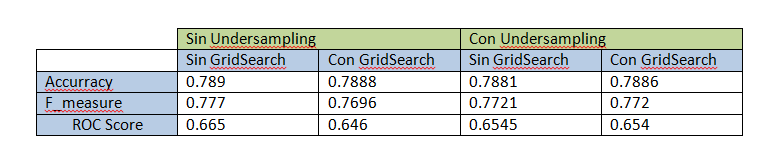 Sin Undersampling Con Undersampling
Sin GridSearch Con GridSearch Sin GridSearch Con GridSearch
Accurracy 0.789 0.7888 0.7881 0.7886
F_measure 0.777 0.7696 0.7721 0.772
ROC Score 0.665 0.646 0.6545 0.654